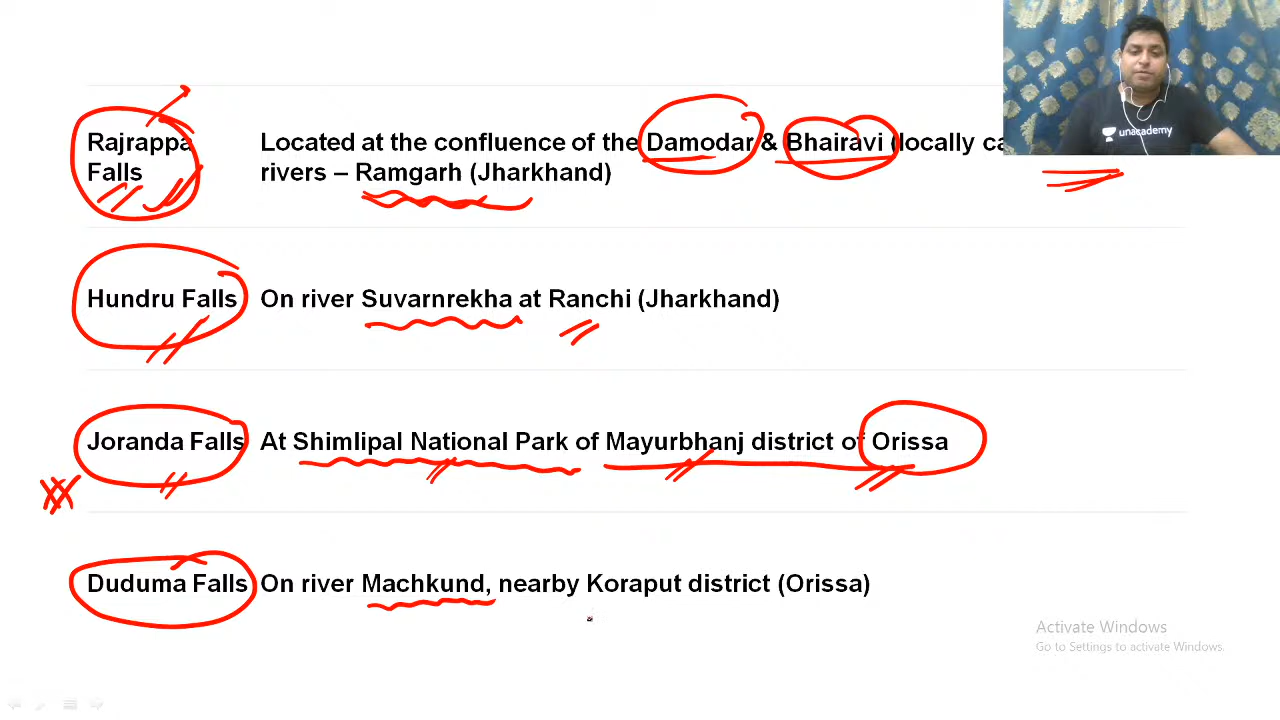 unacademy
Rajrappa Falls
Located at the confluence of the Damodar & Bhairavi (locally ca
rivers – Ramgarh (Jharkhand)
Hundru Falls
On river Suvarnrekha at Ranchi (Jharkhand)
Joranda Falls
At Shimlipal National Park of Mayurbhanj district of Orissa
Duduma Falls
On river Machkund, nearby Koraput district (Orissa)
Activate Windows
Go to Settings to activate Windows.